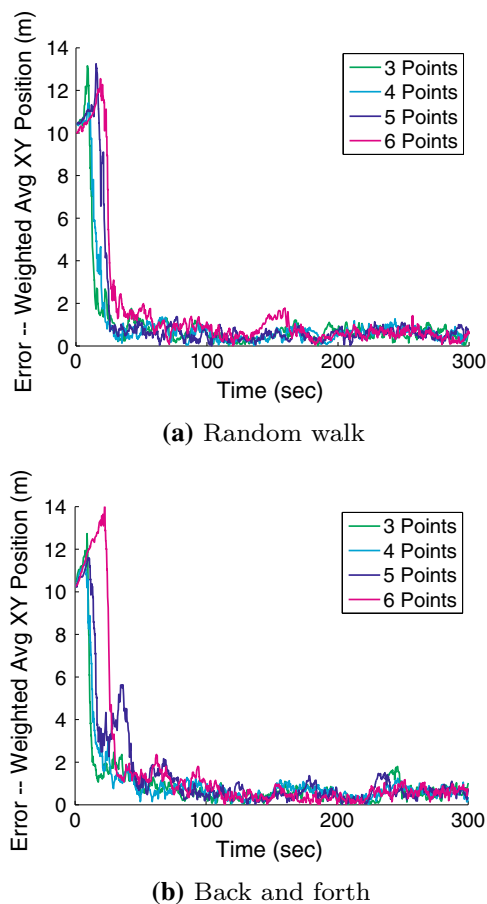 Error -- Weighted Avg XY Position (m)
14
12
10
8
6
4
2
0
3 Points
4 Points
5 Points
6 Points
0
100
200
300
Time (sec)
(a) Random walk
Error -- Weighted Avg XY Position (m)
14
12
10
8
6
4
2
0
3 Points
4 Points
5 Points
6 Points
0
100
200
300
Time (sec)
(b) Back and forth